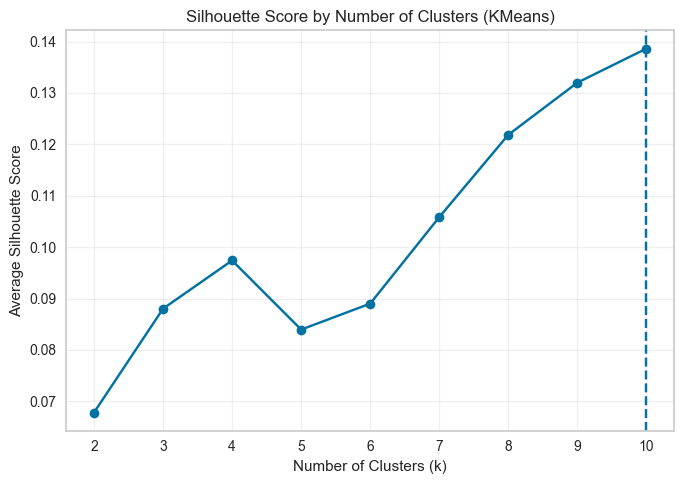 Silhouette Score by Number of Clusters (KMeans)
Average Silhouette Score
0.14
0.13
0.12
0.11
0.10
0.09
0.08
0.07
2 3 4 5 6 7 8 9 10
Number of Clusters (k)